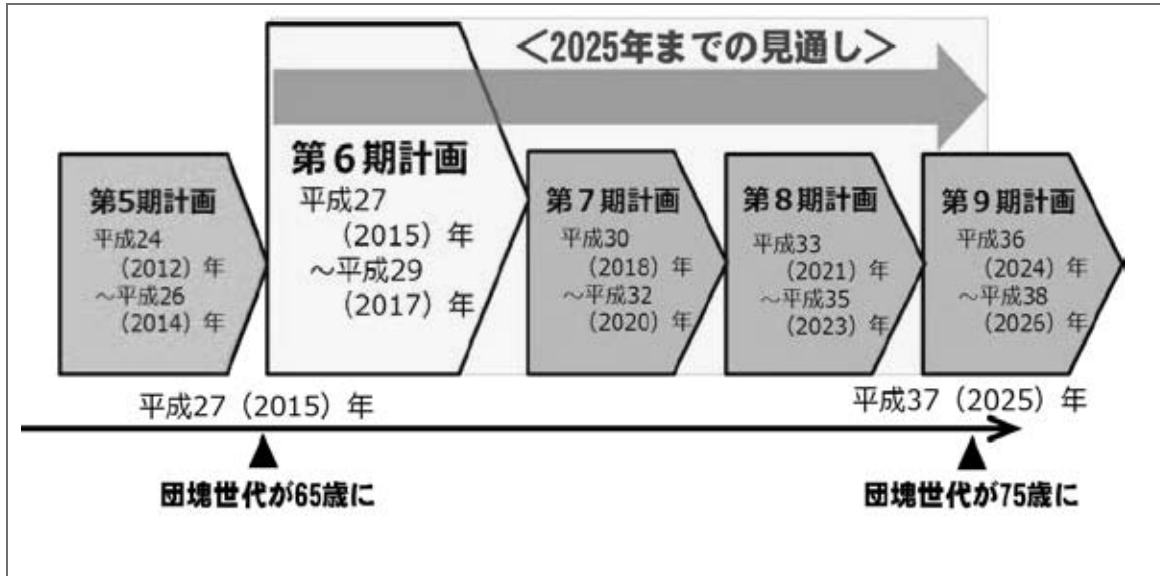 ＜2025年までの見通し＞
第5期計画
平成24
（2012）年
～平成26
（2014）年
第６期計画
平成27
（2015）年
～平成29
（2017）年
第７期計画
平成30
（2018）年
～平成32
（2020）年
第８期計画
平成33
（2021）年
～平成35
（2023）年
第９期計画
平成36
（2024）年
～平成38
（2026）年
平成27（2015）年
平成37（2025）年
団塊世代が65歳に
団塊世代が75歳に